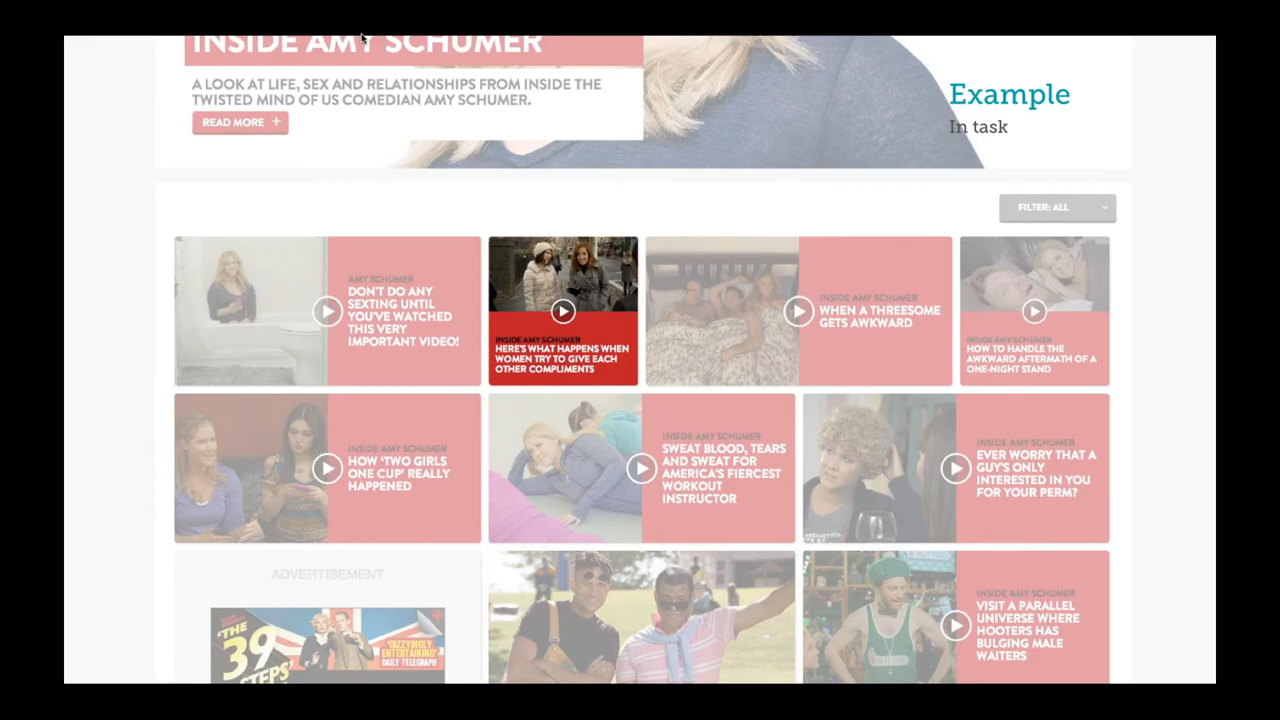 INSIDE AMY SCHUMER
A LOOK AT LIFE, SEX AND RELATIONSHIPS FROM INSIDE THE
TWISTED MIND OF US COMEDIAN AMY SCHUMER.
READ MORE +
Example
In task
FILTER: ALL
AMY SCHUMER
DON'T DO ANY
SEXTING UNTIL
YOU'VE WATCHED
THIS VERY
IMPORTANT VIDEO!
INSIDE AMY SCHUMER
HERE'S WHAT HAPPENS WHEN
WOMEN TRY TO GIVE EACH
OTHER COMPLIMENTS
INSIDE AMY SCHUMER
WHEN A THREESOME
GETS AWKWARD
INSIDE AMY SCHUMER
HOW TO HANDLE THE
AWKWARD AFTERMATH OF A
ONE-NIGHT STAND
INSIDE AMY SCHUMER
HOW 'TWO GIRLS
ONE CUP' REALLY
HAPPENED
INSIDE AMY SCHUMER
SWEAT BLOOD, TEARS
AND SWEAT FOR
AMERICA'S FIERCEST
WORKOUT
INSTRUCTOR
INSIDE AMY SCHUMER
EVER WORRY THAT A
GUY'S ONLY
INTERESTED IN YOU
FOR YOUR PERM?
ADVERTISEMENT
'THE
39
STEPS'
'DIZZYINGLY
ENTERTAINING'
DAILY TELEGRAPH
INSIDE AMY SCHUMER
VISIT A PARALLEL
UNIVERSE WHERE
HOOTERS HAS
BULGING MALE
WAITERS